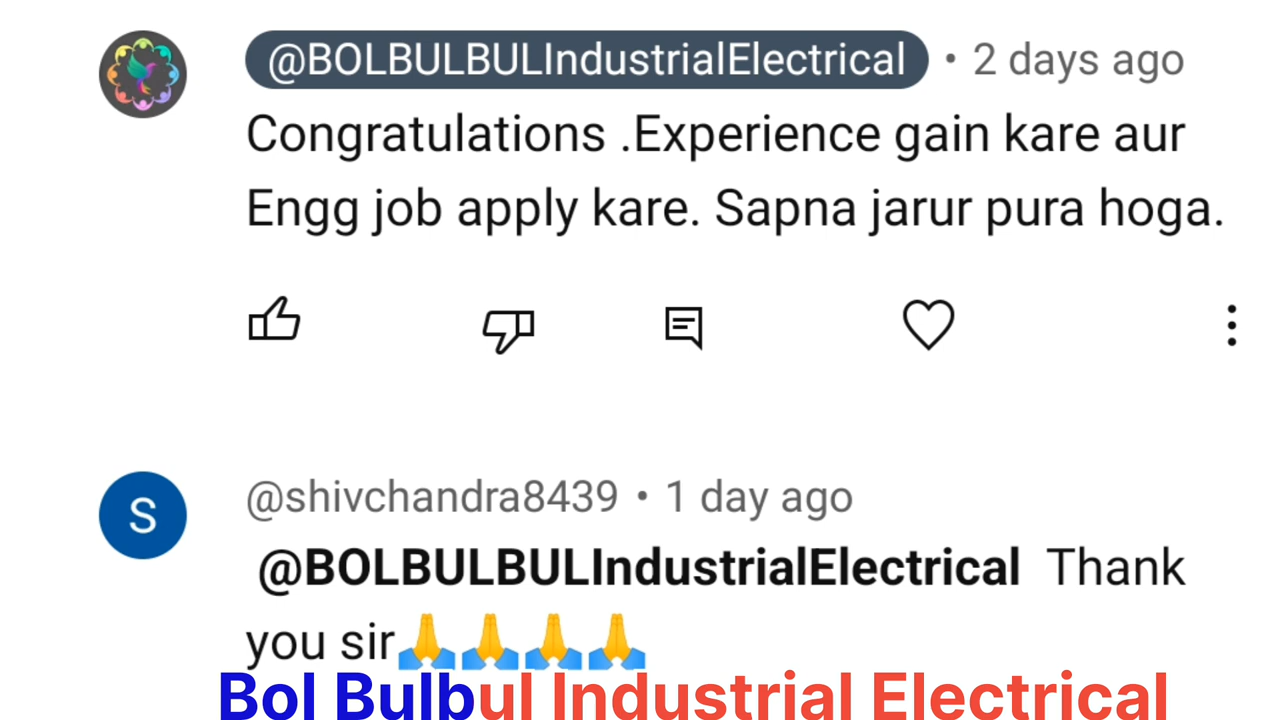 @BOLBULBULIndustrialElectrical • 2 days ago
Congratulations .Experience gain kare aur
Engg job apply kare. Sapna jarur pura hoga.
S
@shivchandra8439 • 1 day ago
@BOLBULBULIndustrialElectrical Thank
you sir🙏🙏🙏🙏
Bol Bulbul Industrial Electrical